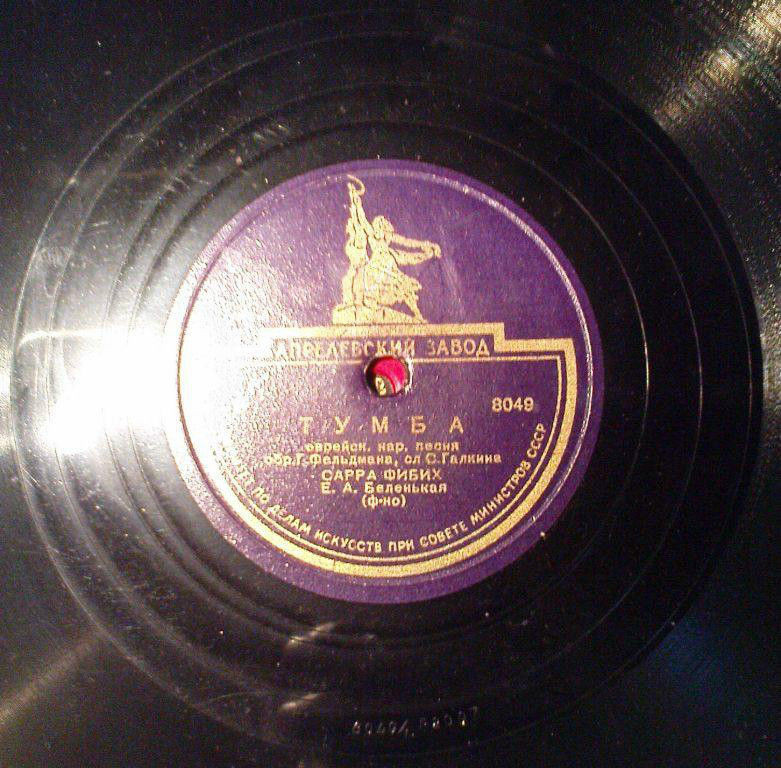 АПРЕЛЕВСКИЙ ЗАВОД
8049
ТУМБА
еврейск. нар. песня
обр. Г. Фельдмана, сл С. Галкина
САРРА ФИБИХ
Е. А. Беленькая
(ф-но)
ПО ДЕЛАМ ИСКУССТВ ПРИ СОВЕТЕ МИНИСТРОВ СССР